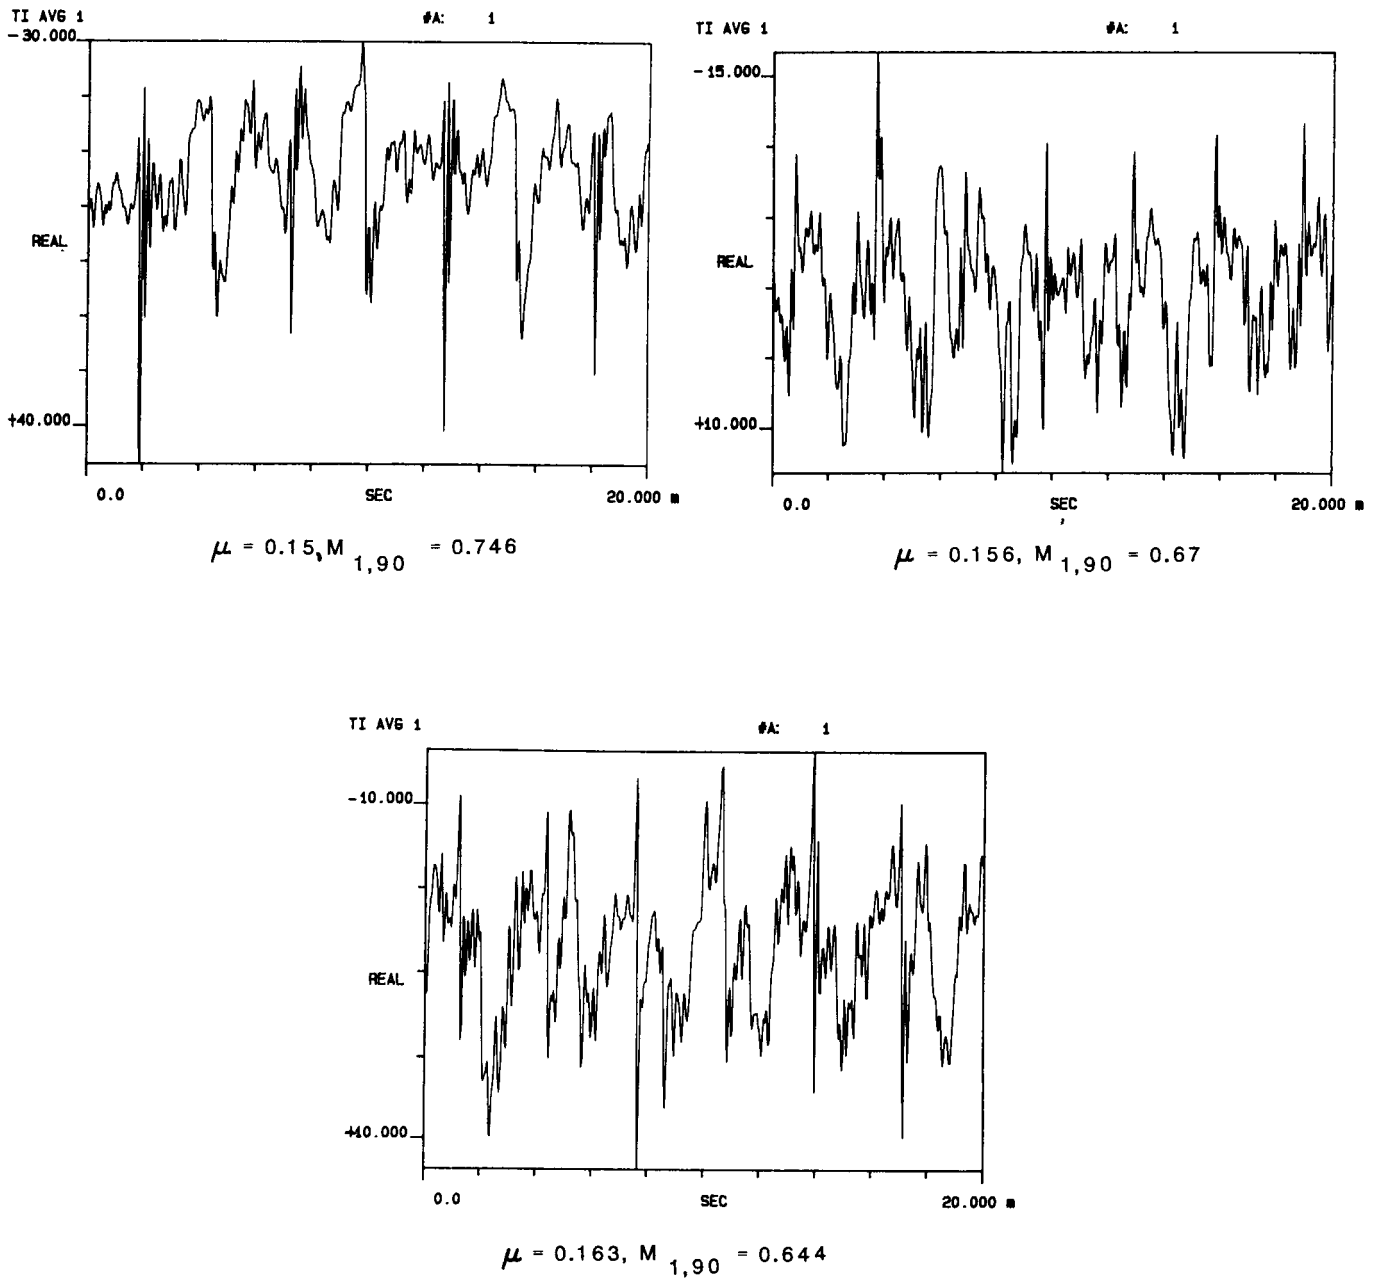 TI AVG 1 #A: 1
-30.000
REAL
+40.000
0.0 SEC 20.000 m
μ = 0.15, M 1,90 = 0.746
TI AVG 1 #A: 1
-15.000
REAL
+10.000
0.0 SEC 20.000 m
μ = 0.156, M 1,90 = 0.67
TI AVG 1 #A: 1
-10.000
REAL
+10.000
0.0 SEC 20.000 m
μ = 0.163, M 1,90 = 0.644